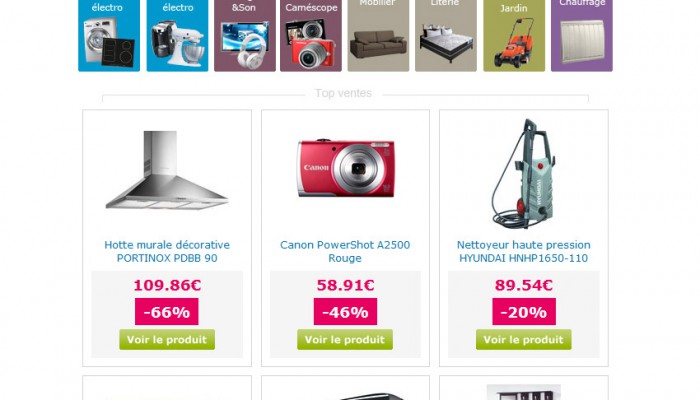 électro
électro
&Son
Caméscope
Mobilier
Literie
Jardin
Chauffage
Top ventes
Canon
HYUNDAI
Hotte murale décorative
PORTINOX PDBB 90
Canon PowerShot A2500
Rouge
Nettoyeur haute pression
HYUNDAI HNHP1650-110
109.86€
58.91€
89.54€
-66%
-46%
-20%
Voir le produit
Voir le produit
Voir le produit